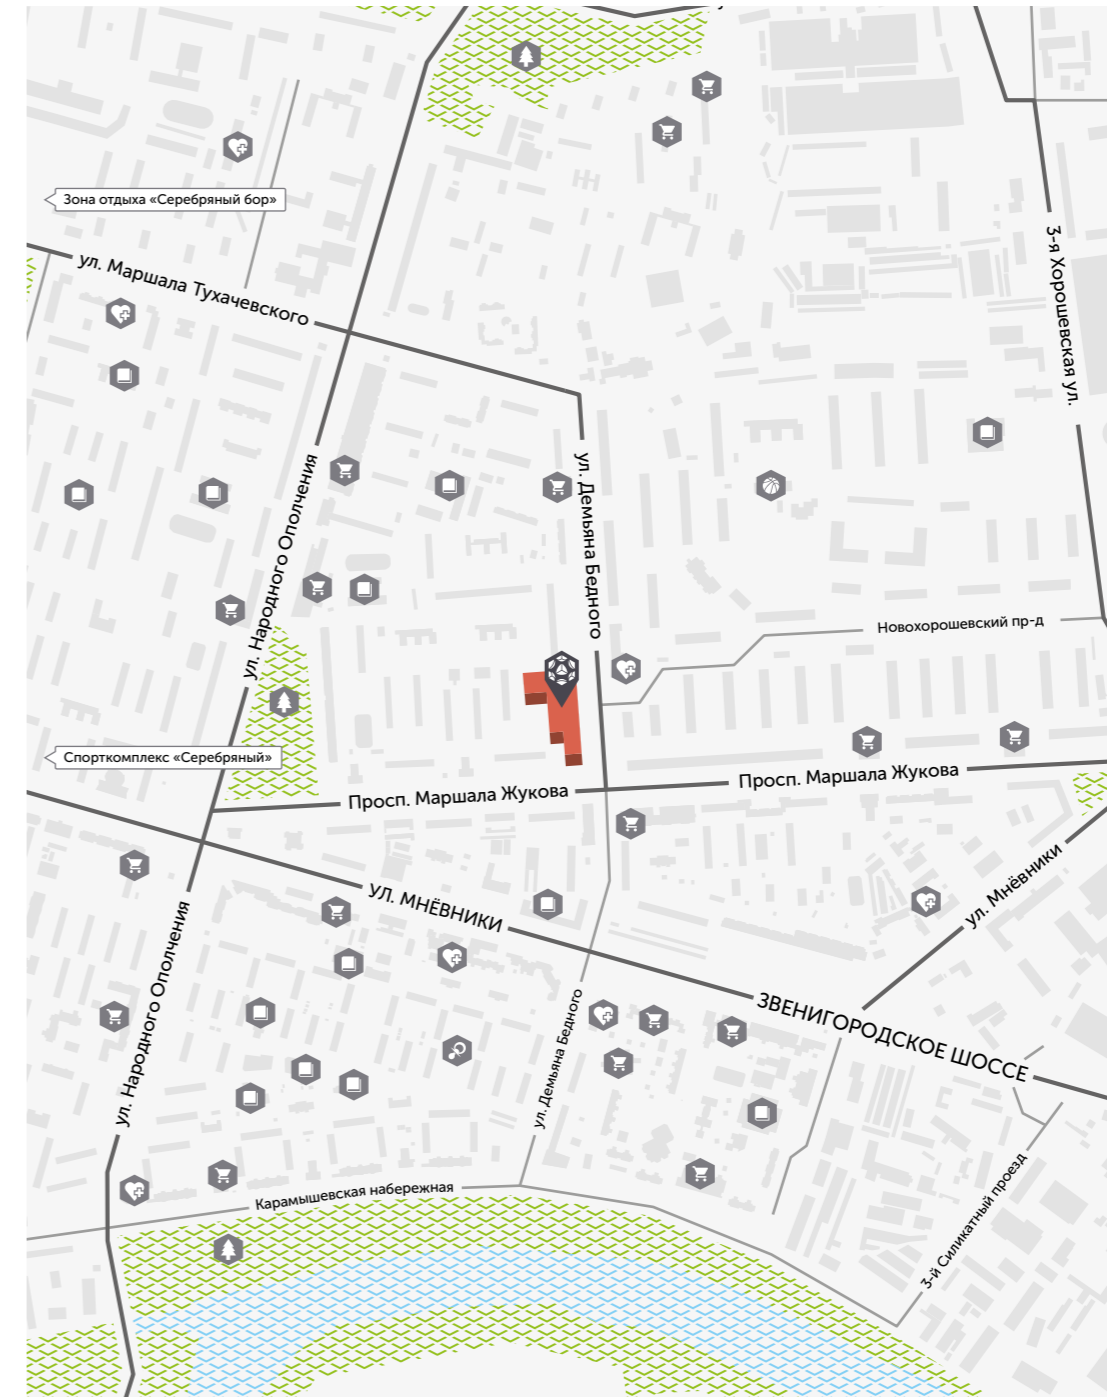 Зона отдыха «Серебряный бор»
ул. Маршала Тухачевского
3-я Хорошевская ул.
ул. Народного Ополчения
ул. Демьяна Бедного
Новохорошевский пр-д
Спорткомплекс «Серебряный»
Просп. Маршала Жукова
Просп. Маршала Жукова
УЛ. МНЁВНИКИ
ул. Мнёвники
ул. Народного Ополчения
ЗВЕНИГОРОДСКОЕ ШОССЕ
ул. Демьяна Бедного
Карамышевская набережная
3-й Силикатный проезд